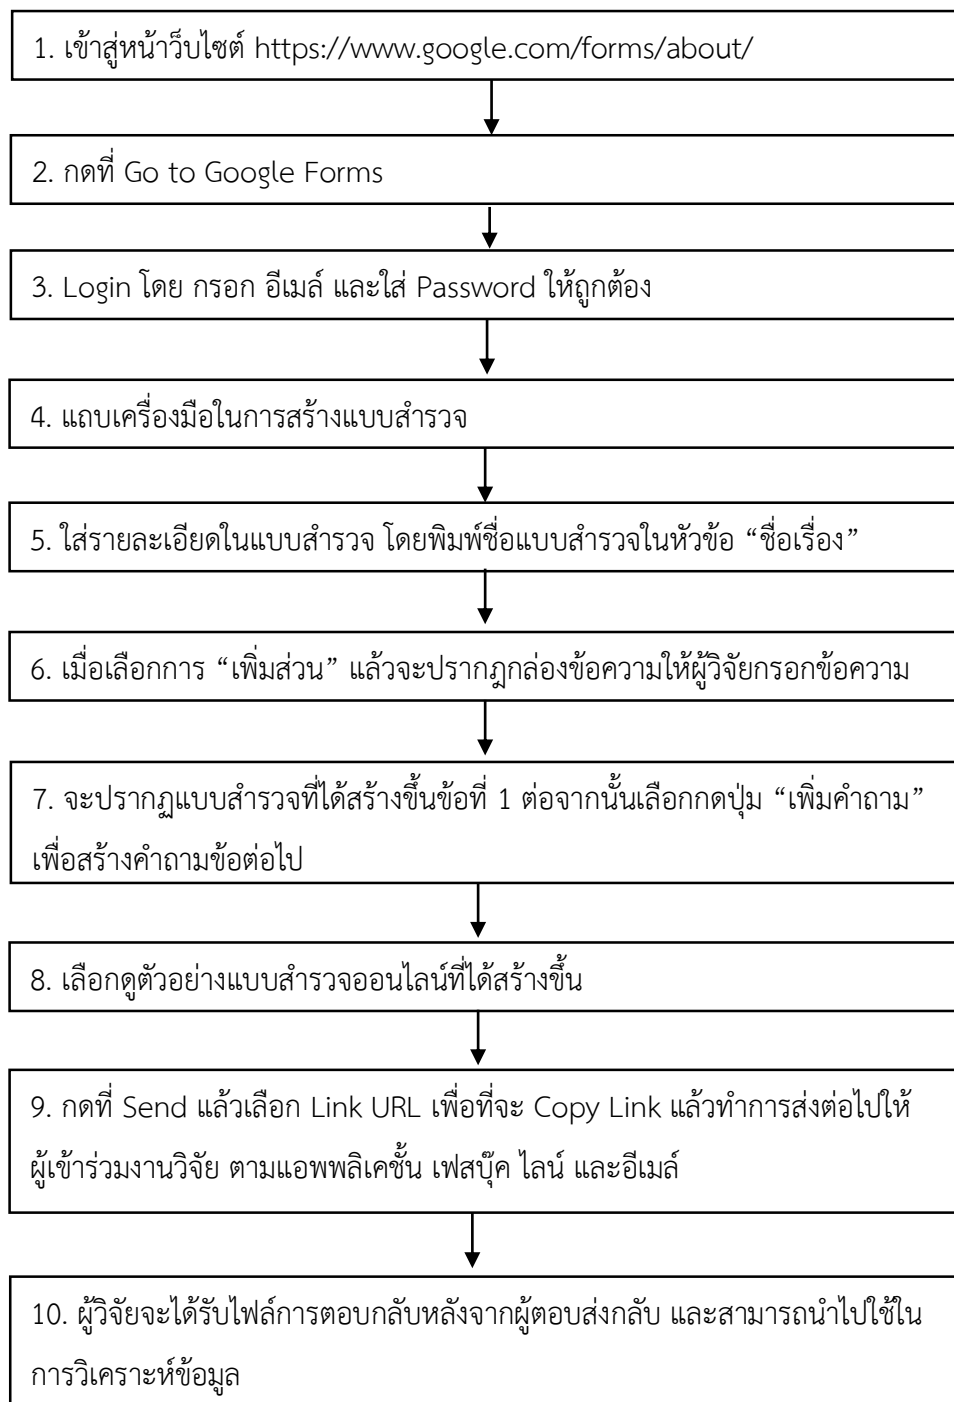 1. เข้าสู่หน้าว็บไซต์ https://www.google.com/forms/about/
2. กดที่ Go to Google Forms
3. Login โดย กรอก อีเมล์ และใส่ Password ให้ถูกต้อง
4. แถบเครื่องมือในการสร้างแบบสำรวจ
5. ใส่รายละเอียดในแบบสำรวจ โดยพิมพ์ชื่อแบบสำรวจในหัวข้อ “ชื่อเรื่อง”
6. เมื่อเลือกการ “เพิ่มส่วน” แล้วจะปรากฎกล่องข้อความให้ผู้วิจัยกรอกข้อความ
7. จะปรากฏแบบสำรวจที่ได้สร้างขึ้นข้อที่ 1 ต่อจากนั้นเลือกกดปุ่ม “เพิ่มคำถาม”
เพื่อสร้างคำถามข้อต่อไป
8. เลือกดูตัวอย่างแบบสำรวจออนไลน์ที่ได้สร้างขึ้น
9. กดที่ Send แล้วเลือก Link URL เพื่อที่จะ Copy Link แล้วทำการส่งต่อไปให้
ผู้เข้าร่วมงานวิจัย ตามแอพพลิเคชั้น เฟสบุ๊ค ไลน์ และอีเมล์
10. ผู้วิจัยจะได้รับไฟล์การตอบกลับหลังจากผู้ตอบส่งกลับ และสามารถนำไปใช้ใน
การวิเคราะห์ข้อมูล